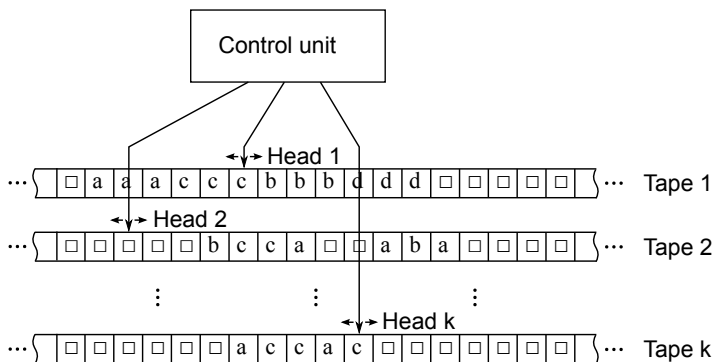 Control unit
Head 1
··· □ a a a c c c b b b d d d □ □ □ □ □ ··· Tape 1
Head 2
··· □ □ □ □ □ b c c a □ □ a b a □ □ □ □ ··· Tape 2
⋮ ⋮ ⋮
Head k
··· □ □ □ □ □ □ a c c a c □ □ □ □ □ □ □ ··· Tape k